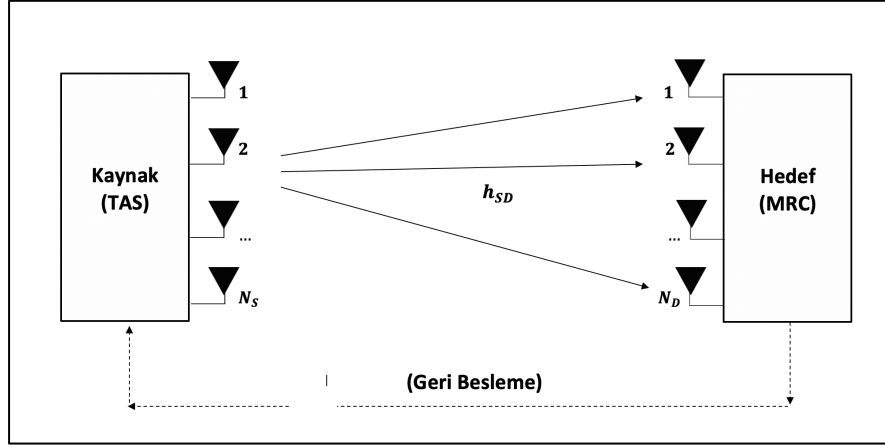 Kaynak
(TAS)
1
2
...
N_S
h_SD
1
2
...
N_D
Hedef
(MRC)
(Geri Besleme)